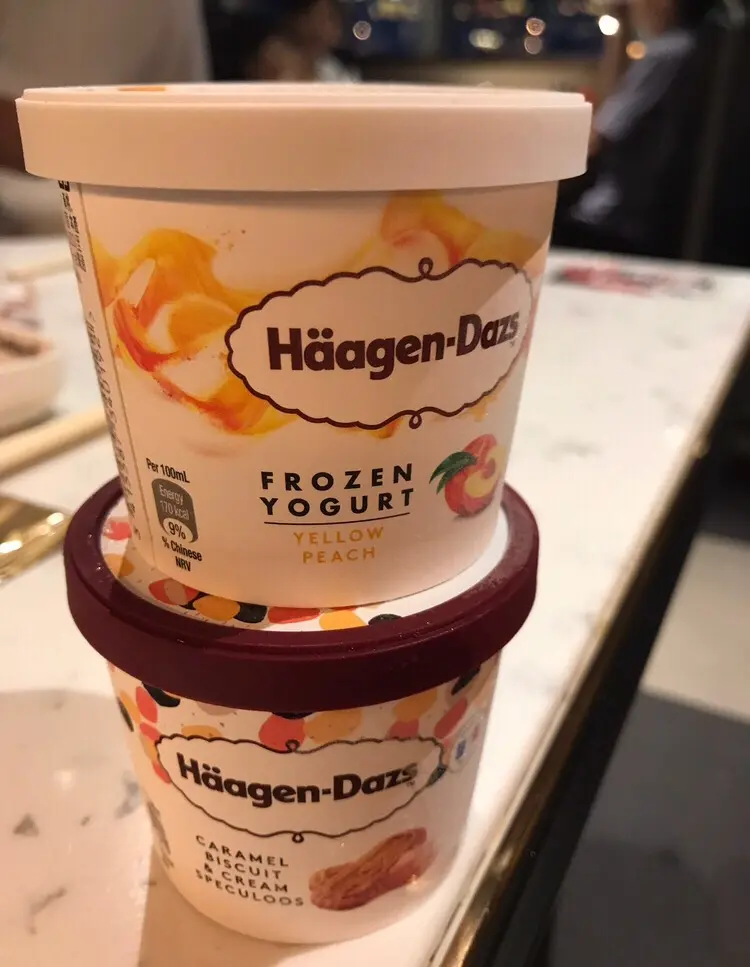 Häagen-Dazs
FROZEN
YOGURT
YELLOW
PEACH
Per 100mL
Energy
170 kcal
9%
% Chinese
NRV
Häagen-Dazs
CARAMEL
BISCUIT
& CREAM
SPECULOOS